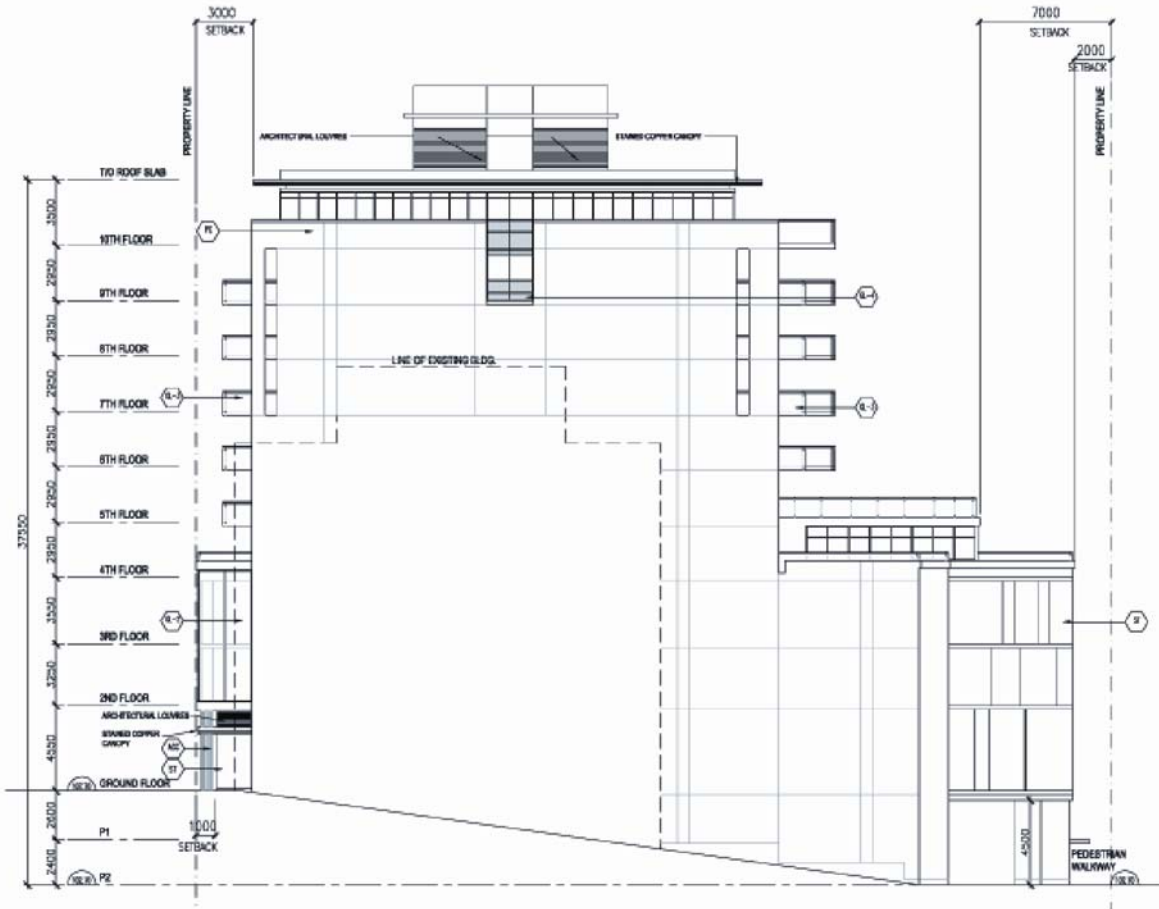 3000
SETBACK
7000
SETBACK
2000
SETBACK
PROPERTY LINE
PROPERTY LINE
ARCHITECTURAL LOUVRES
STAINED COPPER CANOPY
T/O ROOF SLAB
3500
10TH FLOOR
2950
9TH FLOOR
2950
8TH FLOOR
2950
LINE OF EXISTING BLDG.
7TH FLOOR
2950
6TH FLOOR
2950
5TH FLOOR
37550
2950
4TH FLOOR
3550
3RD FLOOR
3250
2ND FLOOR
ARCHITECTURAL LOUVRES
STAINED COPPER
CANOPY
4550
ST
GROUND FLOOR
2600
1000
SETBACK
P1
2400
4500
PEDESTRIAN
WALKWAY
P2